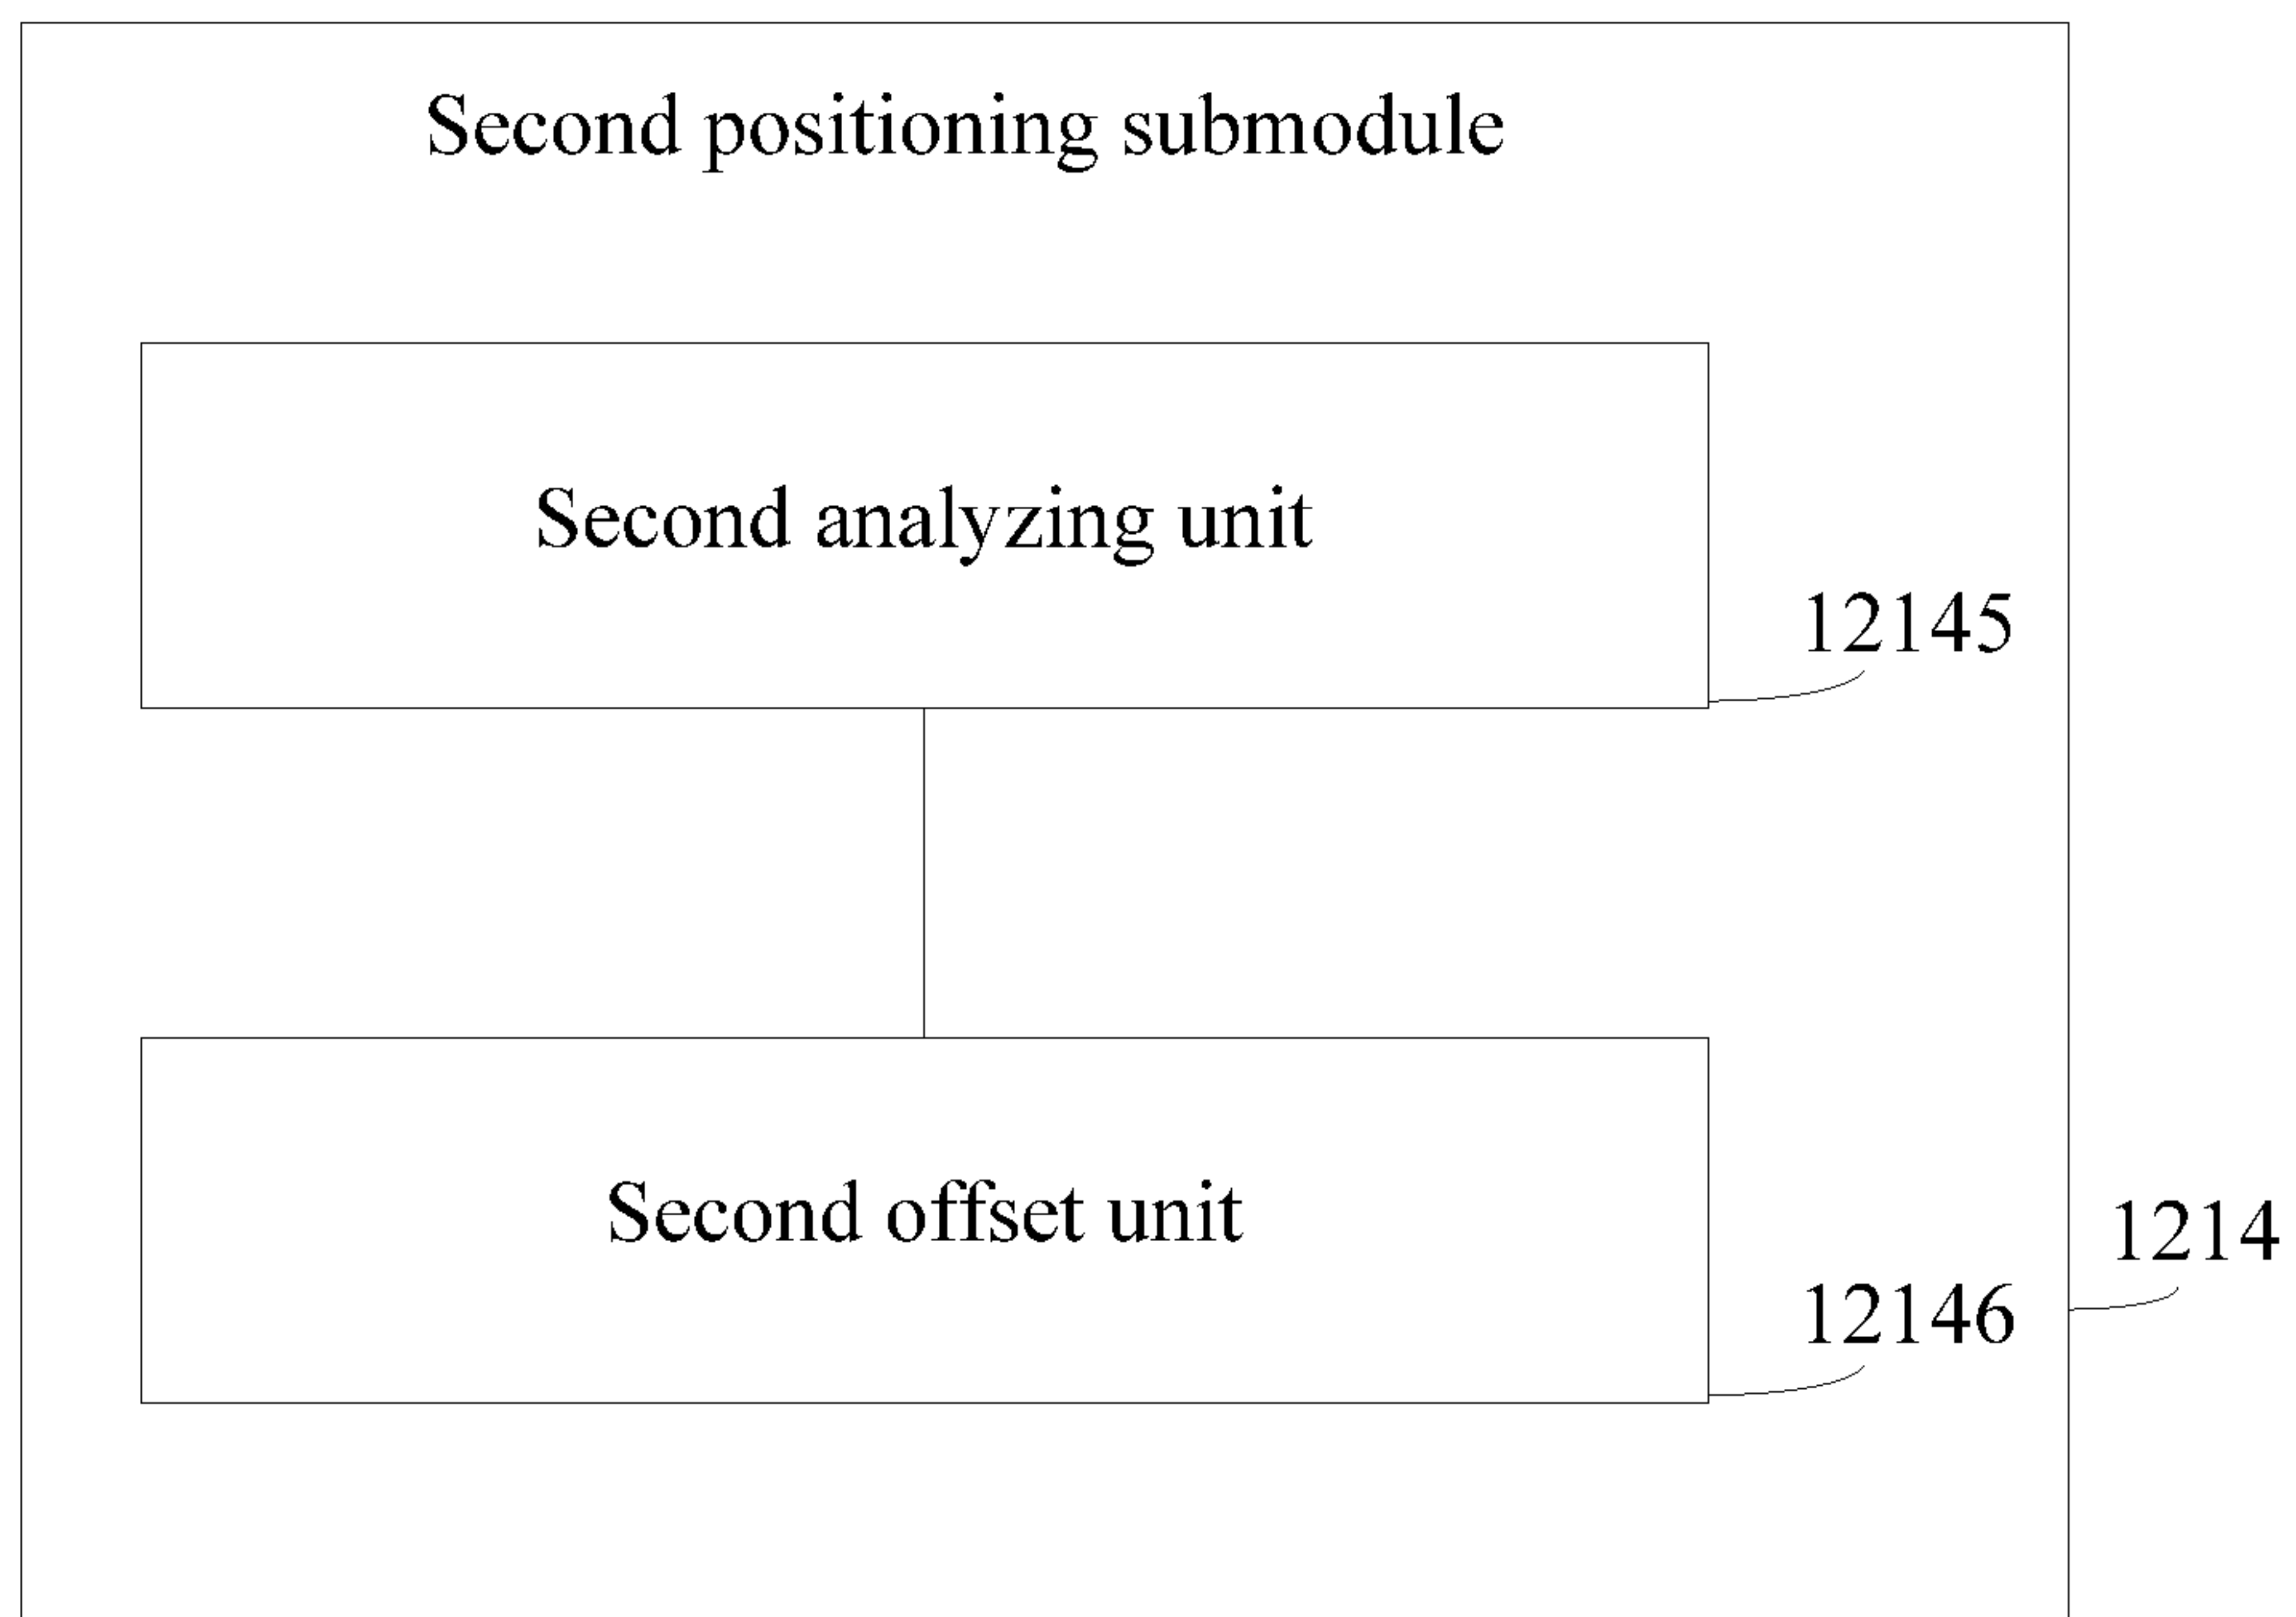 Second positioning submodule
Second analyzing unit
12145
Second offset unit
1214
12146